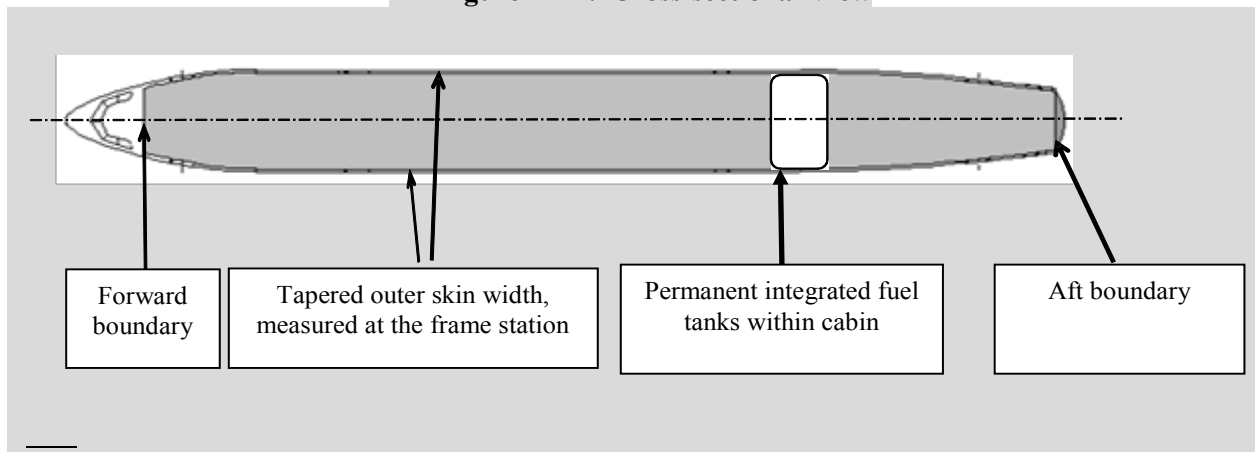 Forward
boundary
Tapered outer skin width,
measured at the frame station
Permanent integrated fuel
tanks within cabin
Aft boundary